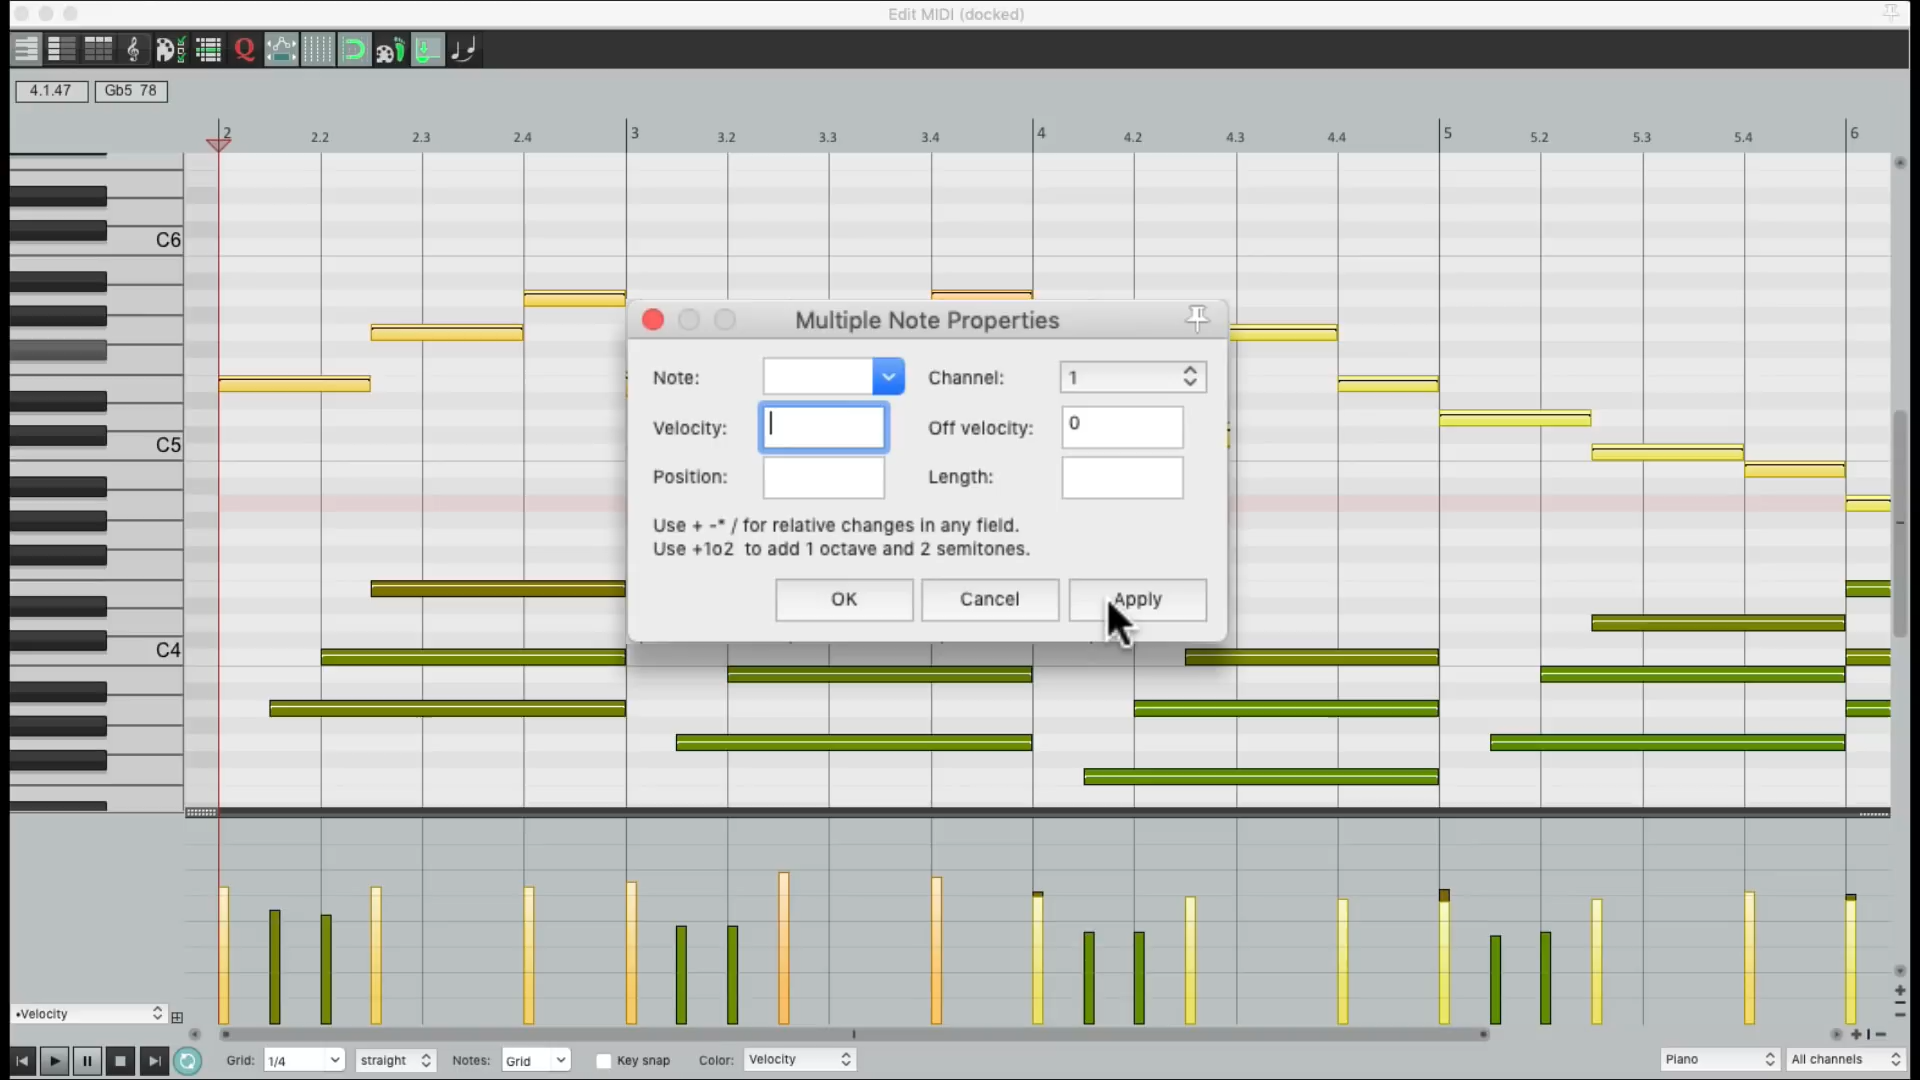 Edit MIDI (docked)
Q
4.1.47 Gb5 78
2 2.2 2.3 2.4 3 3.2 3.3 3.4 4 4.2 4.3 4.4 5 5.2 5.3 5.4 6
C6
C5
C4
Multiple Note Properties
Note: Channel: 1
Velocity: Off velocity: 0
Position: Length:
Use + -* / for relative changes in any field.
Use +1o2 to add 1 octave and 2 semitones.
OK Cancel Apply
•Velocity
Grid: 1/4 straight Notes: Grid Key snap Color: Velocity Piano All channels